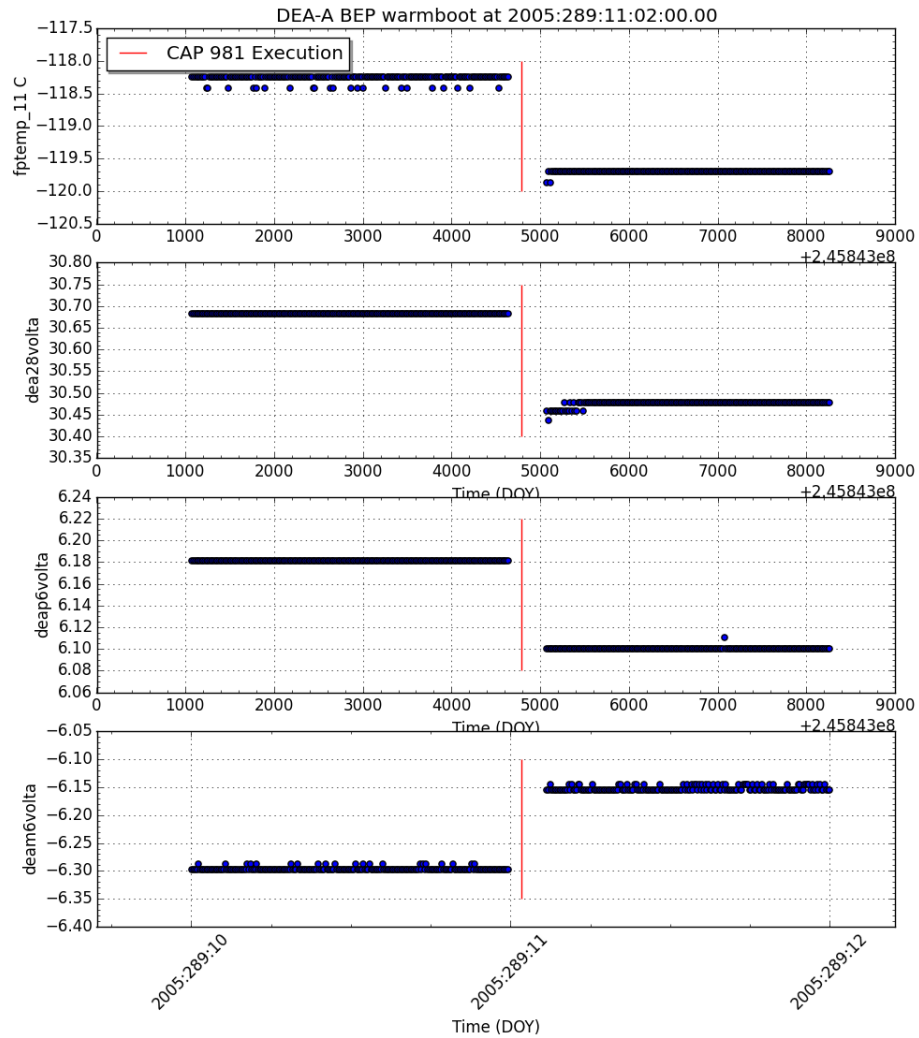 DEA-A BEP warmboot at 2005:289:11:02:00.00
CAP 981 Execution
fptemp_11 C
−117.5
−118.0
−118.5
−119.0
−119.5
−120.0
−120.5
0 1000 2000 3000 4000 5000 6000 7000 8000 9000
+2.45843e8
dea28volta
30.80
30.75
30.70
30.65
30.60
30.55
30.50
30.45
30.40
30.35
0 1000 2000 3000 4000 5000 6000 7000 8000 9000
Time (DOY)
+2.45843e8
deap6volta
6.24
6.22
6.20
6.18
6.16
6.14
6.12
6.10
6.08
6.06
0 1000 2000 3000 4000 5000 6000 7000 8000 9000
Time (DOY)
+2.45843e8
deam6volta
−6.05
−6.10
−6.15
−6.20
−6.25
−6.30
−6.35
−6.40
2005:289:10 2005:289:11 2005:289:12
Time (DOY)